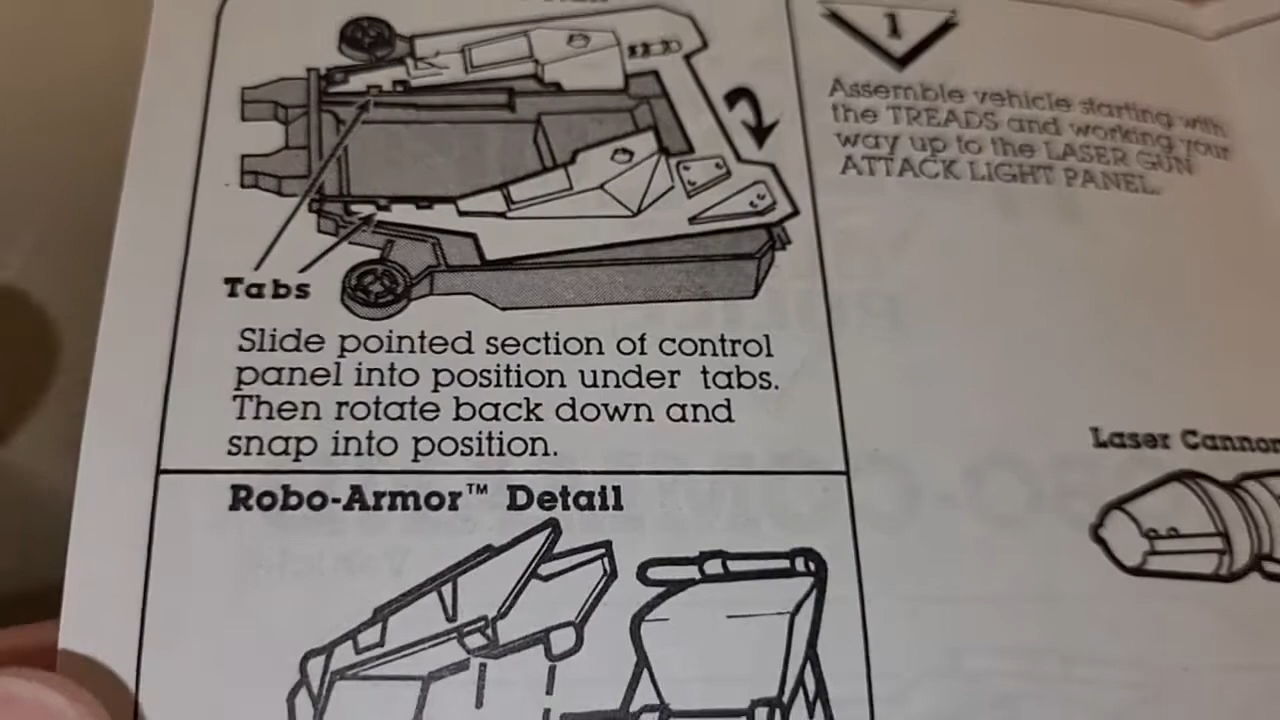 Tabs
Slide pointed section of control
panel into position under tabs.
Then rotate back down and
snap into position.
Robo-Armor™ Detail
1
Assemble vehicle starting with
the TREADS and working your
way up to the LASER GUN
ATTACK LIGHT PANEL.
Laser Cannon